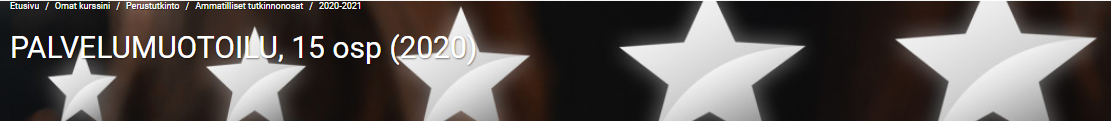 Etusivu / Omat kurssini / Perustutkinto / Ammatilliset tutkinnonosat / 2020-2021
PALVELUMUOTOILU, 15 osp (2020)